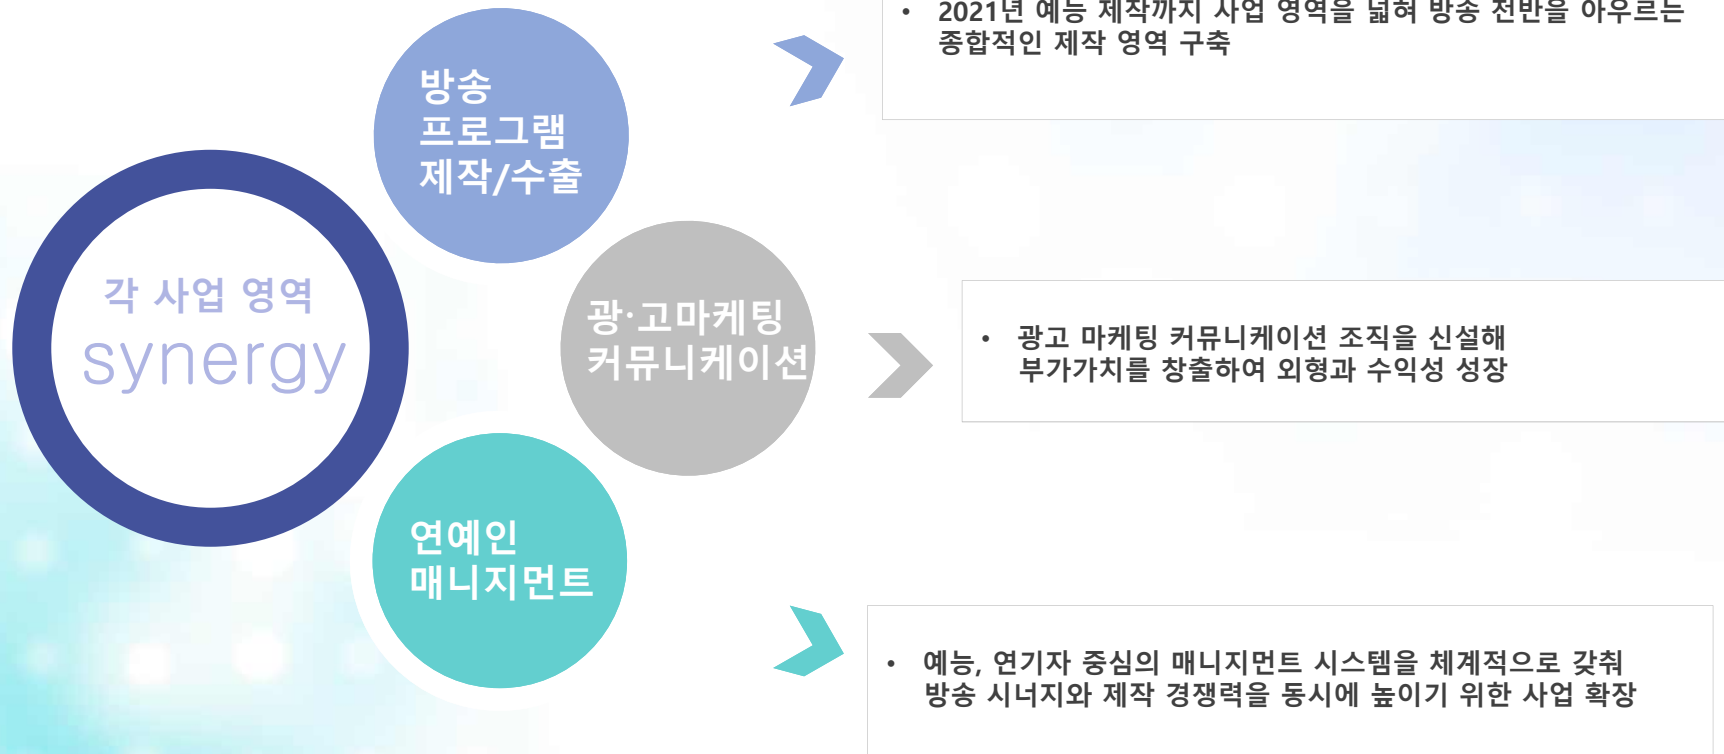 • 2021년 예능 제작까지 사업 영역을 넓혀 방송 전반을 아우르는
종합적인 제작 영역 구축
방송
프로그램
제작/수출
각 사업 영역
synergy
광·고마케팅
커뮤니케이션
• 광고 마케팅 커뮤니케이션 조직을 신설해
부가가치를 창출하여 외형과 수익성 성장
연예인
매니지먼트
• 예능, 연기자 중심의 매니지먼트 시스템을 체계적으로 갖춰
방송 시너지와 제작 경쟁력을 동시에 높이기 위한 사업 확장